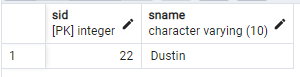 sid sname
[PK] integer character varying (10)
1 22 Dustin